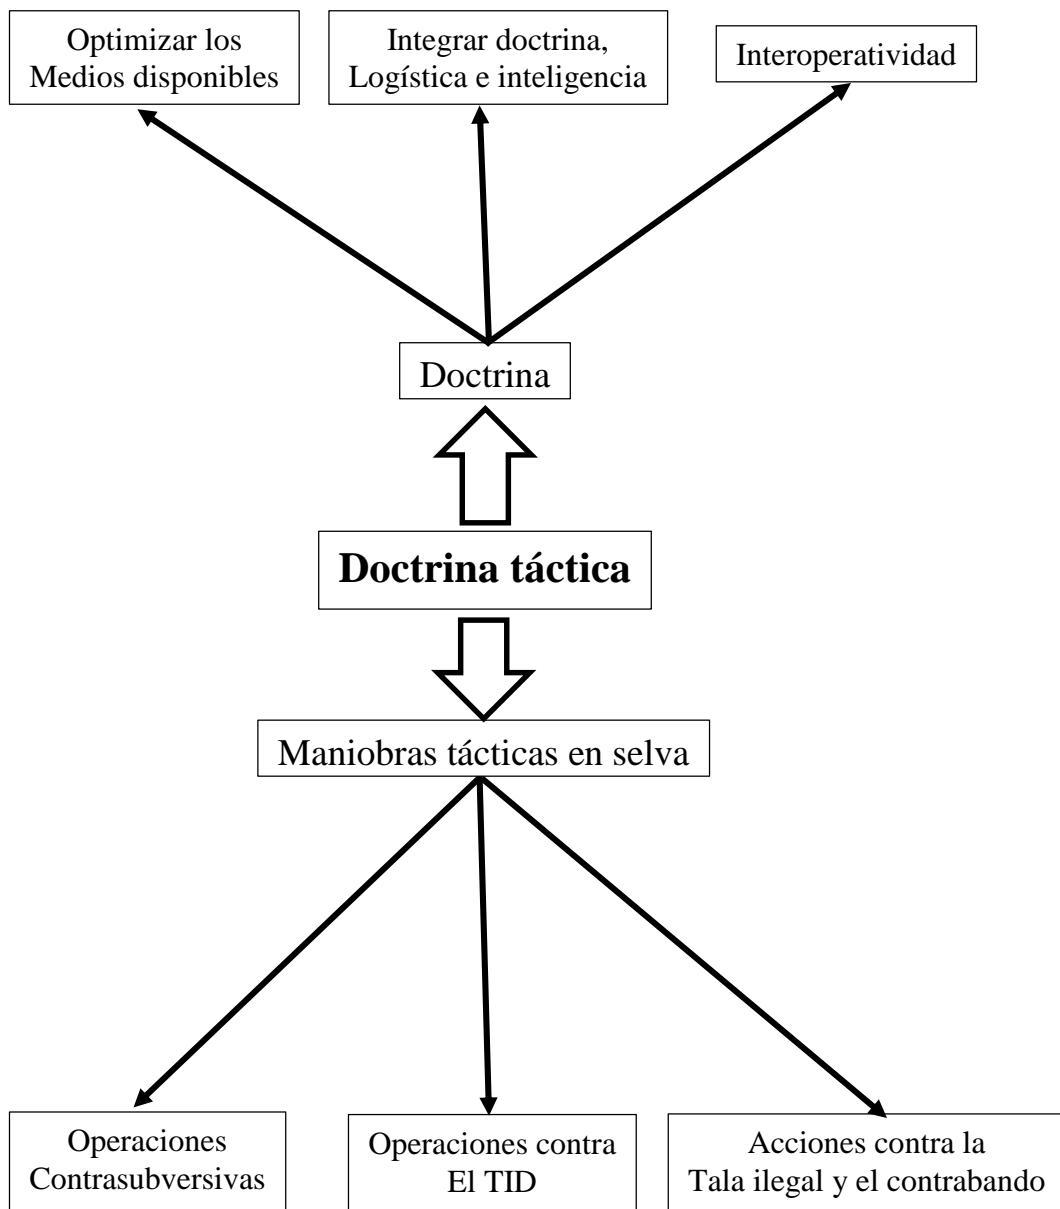 Optimizar los
Medios disponibles
Integrar doctrina,
Logística e inteligencia
Interoperatividad
Doctrina
Doctrina táctica
Maniobras tácticas en selva
Operaciones
Contrasubversivas
Operaciones contra
El TID
Acciones contra la
Tala ilegal y el contrabando